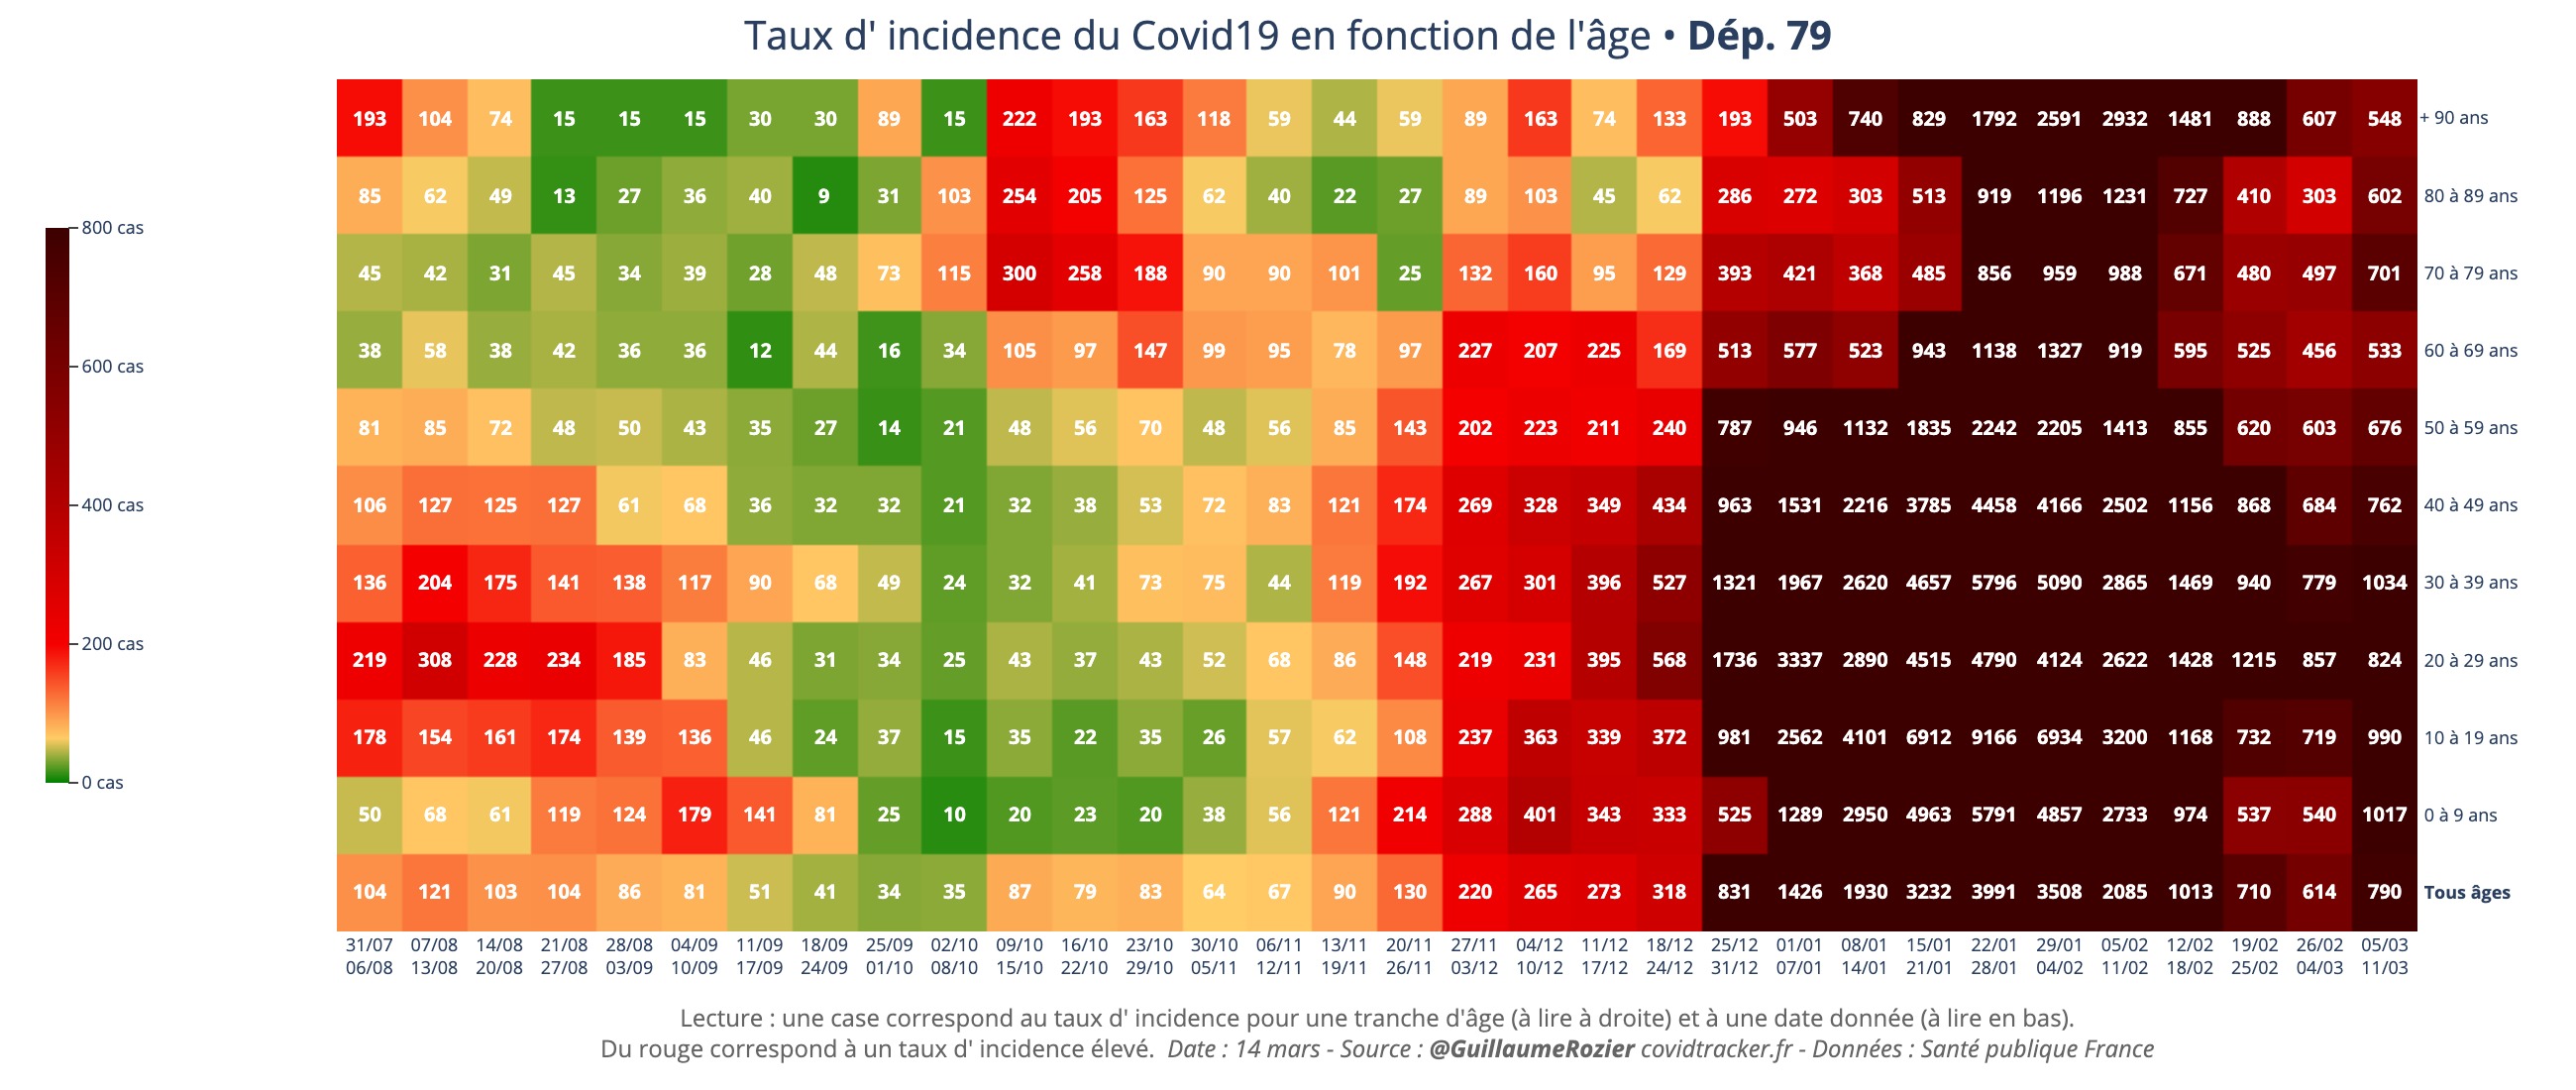 Taux d' incidence du Covid19 en fonction de l'âge • Dép. 79
193 104 74 15 15 15 30 30 89 15 222 193 163 118 59 44 59 89 163 74 133 193 503 740 829 1792 2591 2932 1481 888 607 548 + 90 ans
85 62 49 13 27 36 40 9 31 103 254 205 125 62 40 22 27 89 103 45 62 286 272 303 513 919 1196 1231 727 410 303 602 80 à 89 ans
800 cas
45 42 31 45 34 39 28 48 73 115 300 258 188 90 90 101 25 132 160 95 129 393 421 368 485 856 959 988 671 480 497 701 70 à 79 ans
38 58 38 42 36 36 12 44 16 34 105 97 147 99 95 78 97 227 207 225 169 513 577 523 943 1138 1327 919 595 525 456 533 60 à 69 ans
600 cas
81 85 72 48 50 43 35 27 14 21 48 56 70 48 56 85 143 202 223 211 240 787 946 1132 1835 2242 2205 1413 855 620 603 676 50 à 59 ans
400 cas
106 127 125 127 61 68 36 32 32 21 32 38 53 72 83 121 174 269 328 349 434 963 1531 2216 3785 4458 4166 2502 1156 868 684 762 40 à 49 ans
136 204 175 141 138 117 90 68 49 24 32 41 73 75 44 119 192 267 301 396 527 1321 1967 2620 4657 5796 5090 2865 1469 940 779 1034 30 à 39 ans
200 cas
219 308 228 234 185 83 46 31 34 25 43 37 43 52 68 86 148 219 231 395 568 1736 3337 2890 4515 4790 4124 2622 1428 1215 857 824 20 à 29 ans
178 154 161 174 139 136 46 24 37 15 35 22 35 26 57 62 108 237 363 339 372 981 2562 4101 6912 9166 6934 3200 1168 732 719 990 10 à 19 ans
0 cas
50 68 61 119 124 179 141 81 25 10 20 23 20 38 56 121 214 288 401 343 333 525 1289 2950 4963 5791 4857 2733 974 537 540 1017 0 à 9 ans
104 121 103 104 86 81 51 41 34 35 87 79 83 64 67 90 130 220 265 273 318 831 1426 1930 3232 3991 3508 2085 1013 710 614 790 Tous âges
31/07 07/08 14/08 21/08 28/08 04/09 11/09 18/09 25/09 02/10 09/10 16/10 23/10 30/10 06/11 13/11 20/11 27/11 04/12 11/12 18/12 25/12 01/01 08/01 15/01 22/01 29/01 05/02 12/02 19/02 26/02 05/03
06/08 13/08 20/08 27/08 03/09 10/09 17/09 24/09 01/10 08/10 15/10 22/10 29/10 05/11 12/11 19/11 26/11 03/12 10/12 17/12 24/12 31/12 07/01 14/01 21/01 28/01 04/02 11/02 18/02 25/02 04/03 11/03
Lecture : une case correspond au taux d' incidence pour une tranche d'âge (à lire à droite) et à une date donnée (à lire en bas).
Du rouge correspond à un taux d' incidence élevé. Date : 14 mars - Source : @GuillaumeRozier covidtracker.fr - Données : Santé publique France